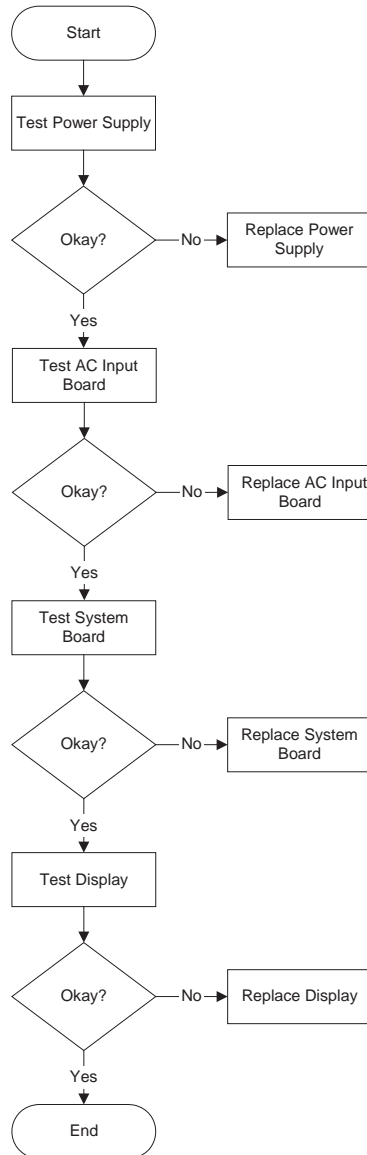 Start
Test Power Supply
Okay?
No
Replace Power
Supply
Yes
Test AC Input
Board
Okay?
No
Replace AC Input
Board
Yes
Test System
Board
Okay?
No
Replace System
Board
Yes
Test Display
Okay?
No
Replace Display
Yes
End